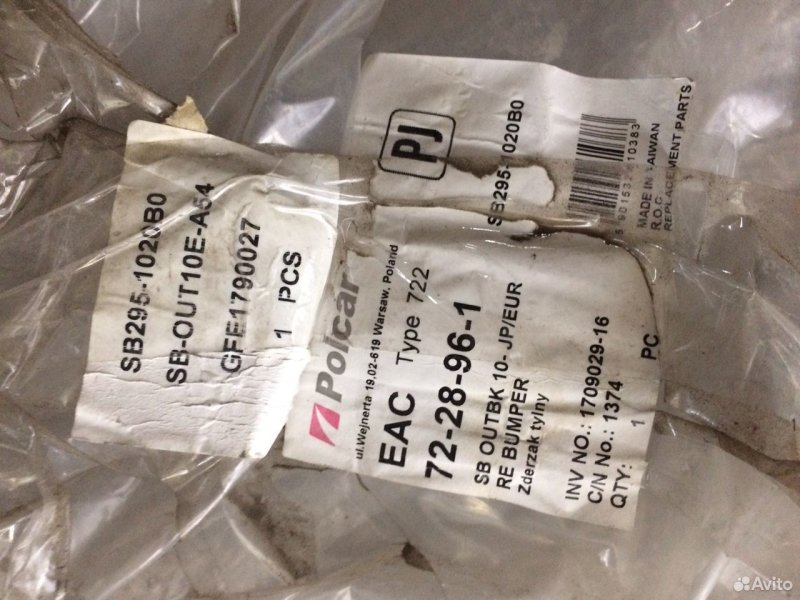 SB295-1020B0
SB-OUT10E-A54
GFE1790027
1 PCS
Polcar
ul.Wejnerta 19,02-619 Warsaw, Poland
EAC Type 722
72-28-96-1
SB OUTBK 10- JP/EUR
RE BUMPER
Zderzak tylny
INV NO.: 1709029-16
C/N No.: 1374
QTY: 1 PC
PJ
SB295-1020B0
MADE IN TAIWAN
R.O.C.
REPLACEMENT PARTS
Avito